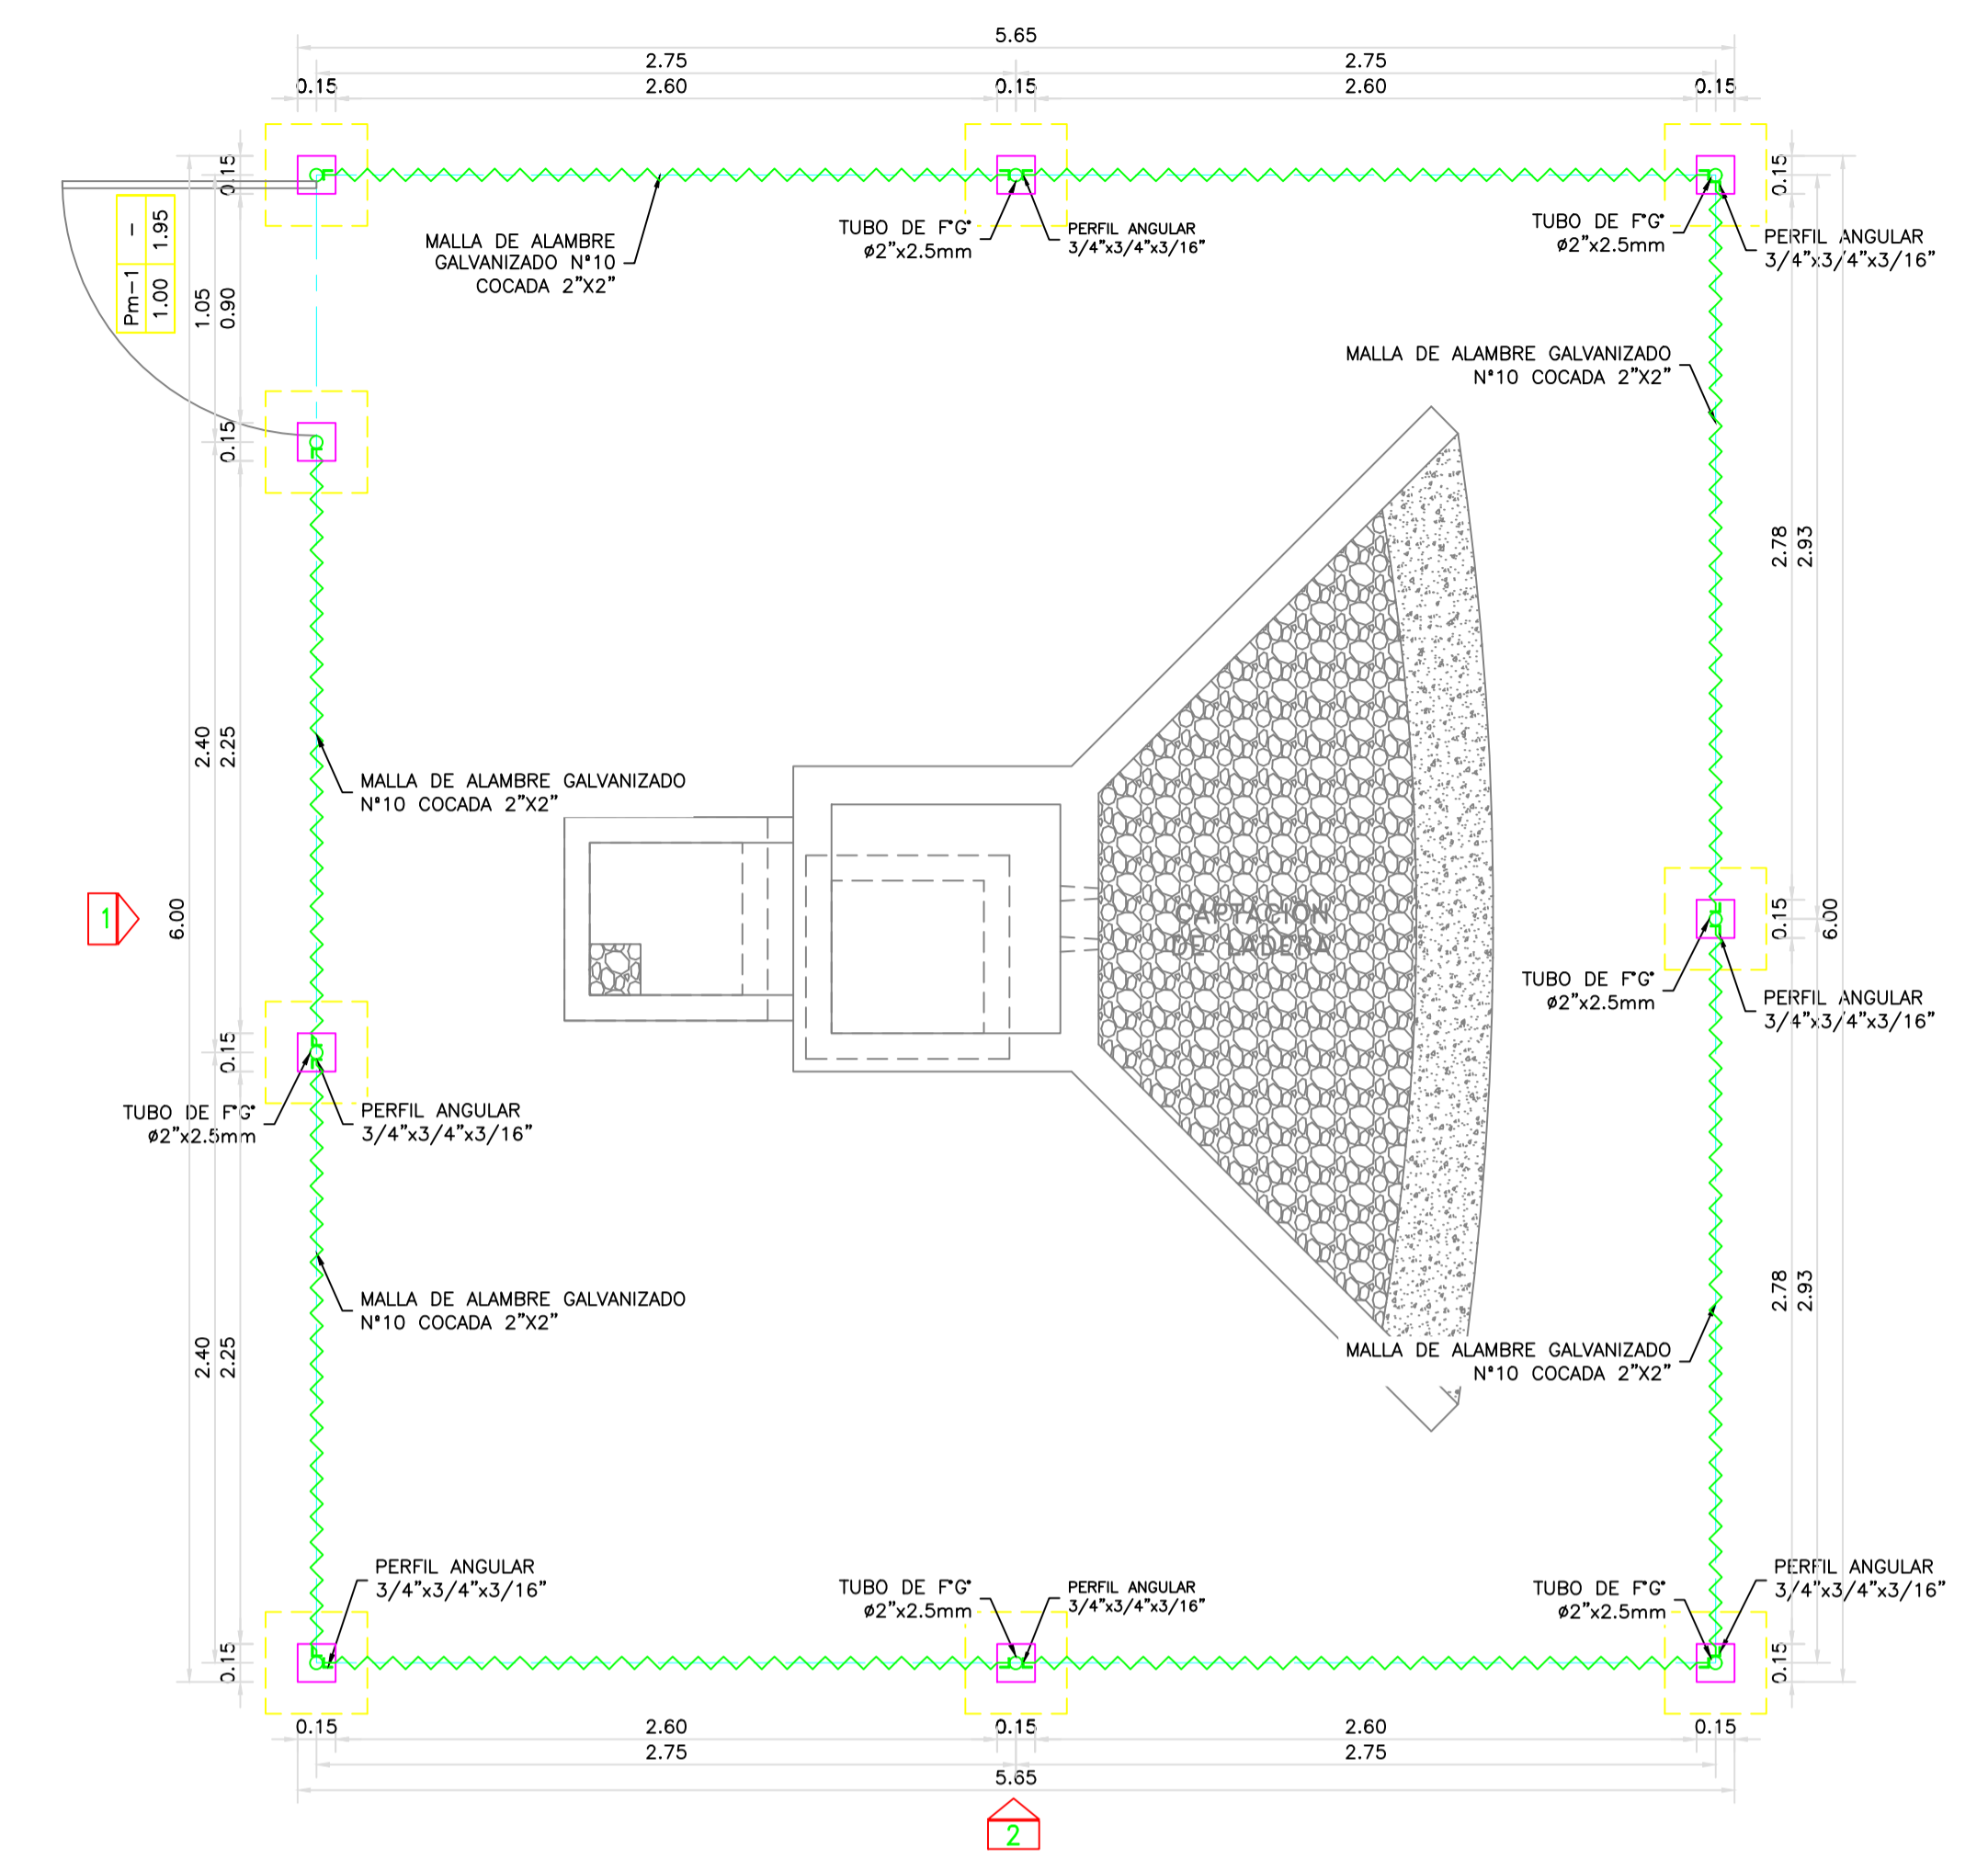 5.65
2.75
2.75
0.15
2.60
0.15
2.60
0.15
0.15
0.15
Pm-1
-
1.00
1.95
1.05
0.90
MALLA DE ALAMBRE
GALVANIZADO N°10
COCADA 2"X2"
TUBO DE F°G°
ø2"x2.5mm
PERFIL ANGULAR
3/4"x3/4"x3/16"
TUBO DE F°G°
ø2"x2.5mm
PERFIL ANGULAR
3/4"x3/4"x3/16"
MALLA DE ALAMBRE GALVANIZADO
N°10 COCADA 2"X2"
0.15
2.78
2.93
2.40
2.25
MALLA DE ALAMBRE GALVANIZADO
N°10 COCADA 2"X2"
1
6.00
CAPTACION
DE LADERA
0.15
6.00
TUBO DE F°G°
ø2"x2.5mm
PERFIL ANGULAR
3/4"x3/4"x3/16"
0.15
TUBO DE F°G°
ø2"x2.5mm
PERFIL ANGULAR
3/4"x3/4"x3/16"
MALLA DE ALAMBRE GALVANIZADO
N°10 COCADA 2"X2"
2.78
2.93
2.40
2.25
MALLA DE ALAMBRE GALVANIZADO
N°10 COCADA 2"X2"
PERFIL ANGULAR
3/4"x3/4"x3/16"
TUBO DE F°G°
ø2"x2.5mm
PERFIL ANGULAR
3/4"x3/4"x3/16"
TUBO DE F°G°
ø2"x2.5mm
PERFIL ANGULAR
3/4"x3/4"x3/16"
0.15
0.15
0.15
2.60
0.15
2.60
0.15
2.75
2.75
5.65
2